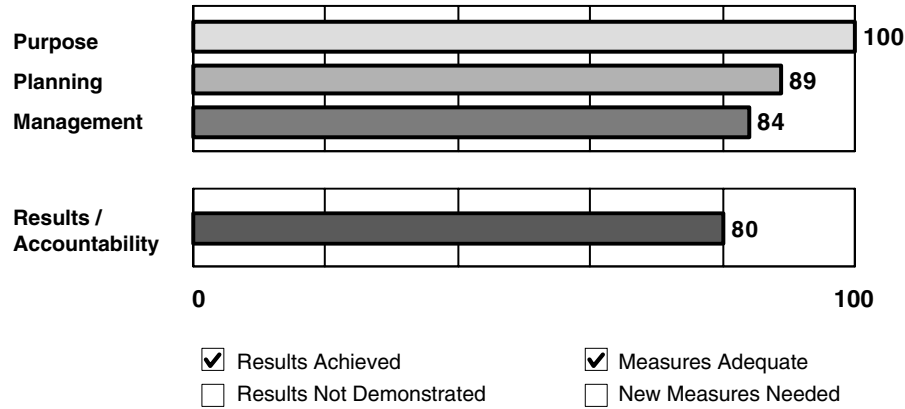 Purpose 100
Planning 89
Management 84
Results /
Accountability 80
0 100
Results Achieved Measures Adequate
Results Not Demonstrated New Measures Needed